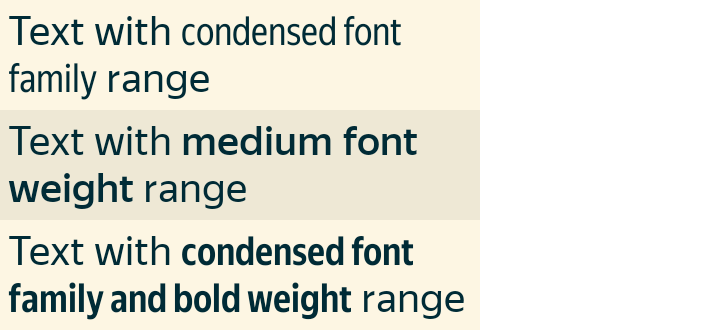 Text with condensed font
family range
Text with medium font
weight range
Text with condensed font
family and bold weight range